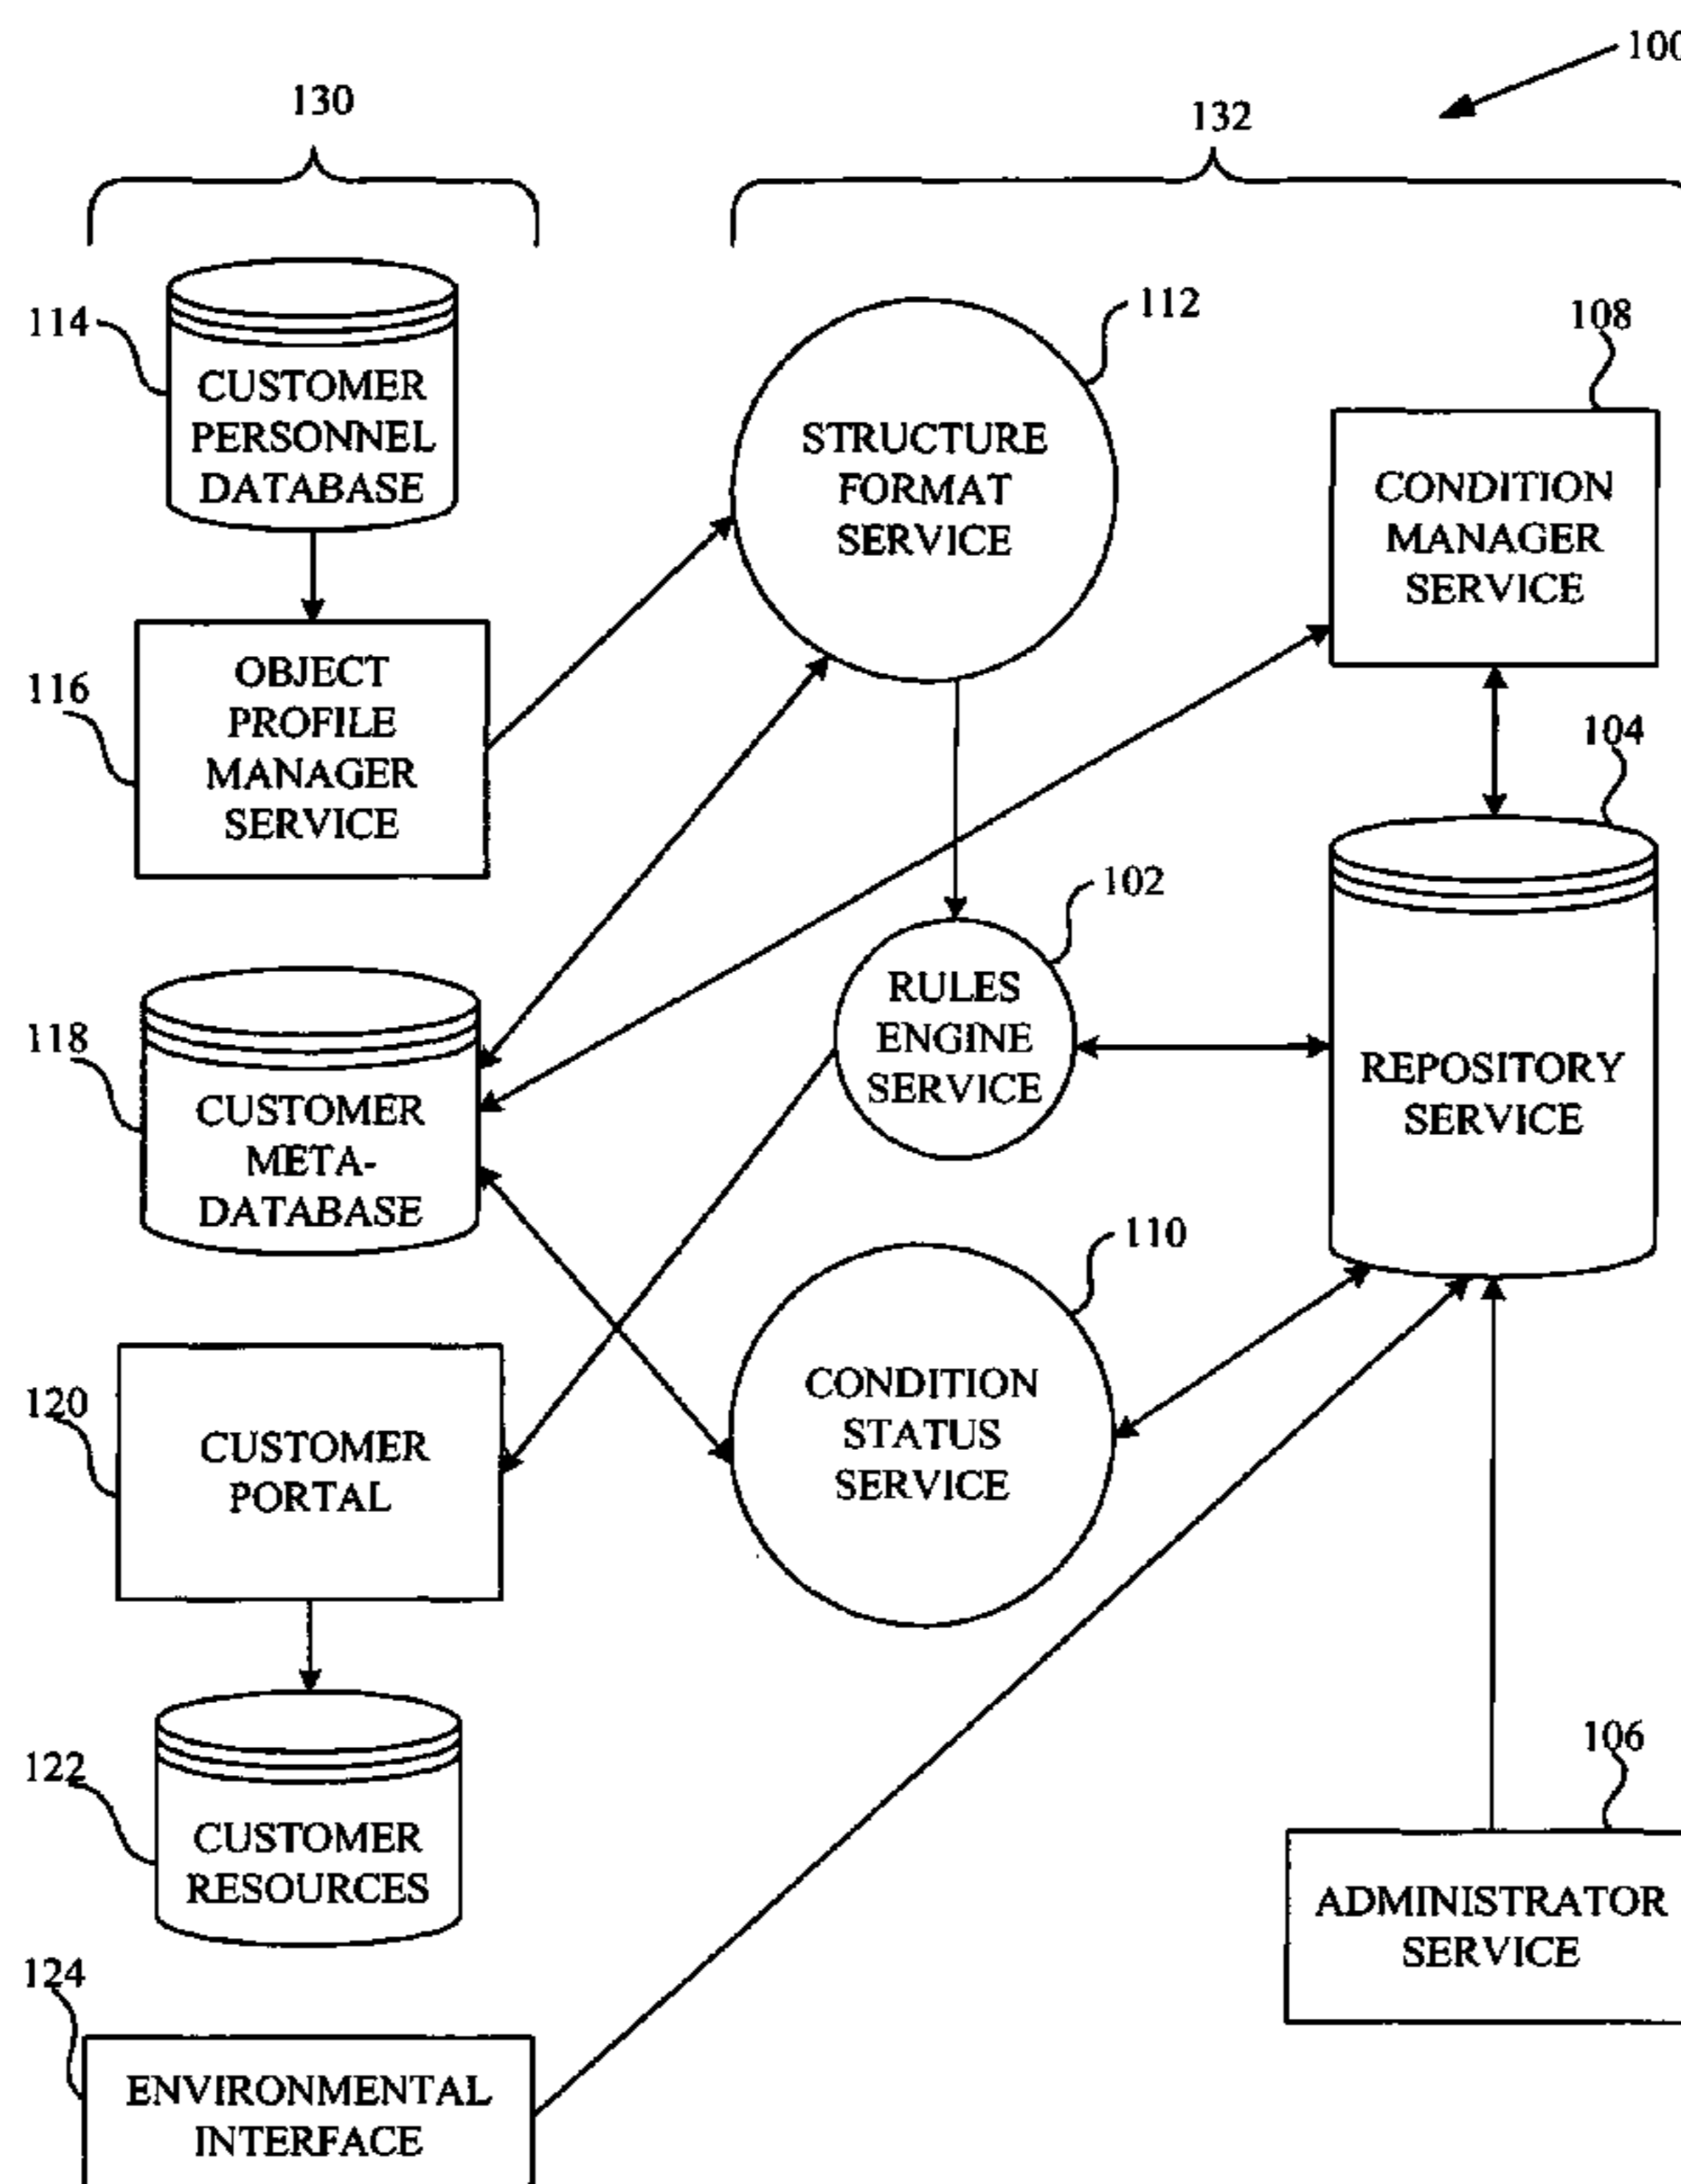 100
130
132
114
CUSTOMER
PERSONNEL
DATABASE
112
STRUCTURE
FORMAT
SERVICE
108
CONDITION
MANAGER
SERVICE
116
OBJECT
PROFILE
MANAGER
SERVICE
104
REPOSITORY
SERVICE
102
RULES
ENGINE
SERVICE
118
CUSTOMER
META-
DATABASE
110
CONDITION
STATUS
SERVICE
120
CUSTOMER
PORTAL
122
CUSTOMER
RESOURCES
106
ADMINISTRATOR
SERVICE
124
ENVIRONMENTAL
INTERFACE